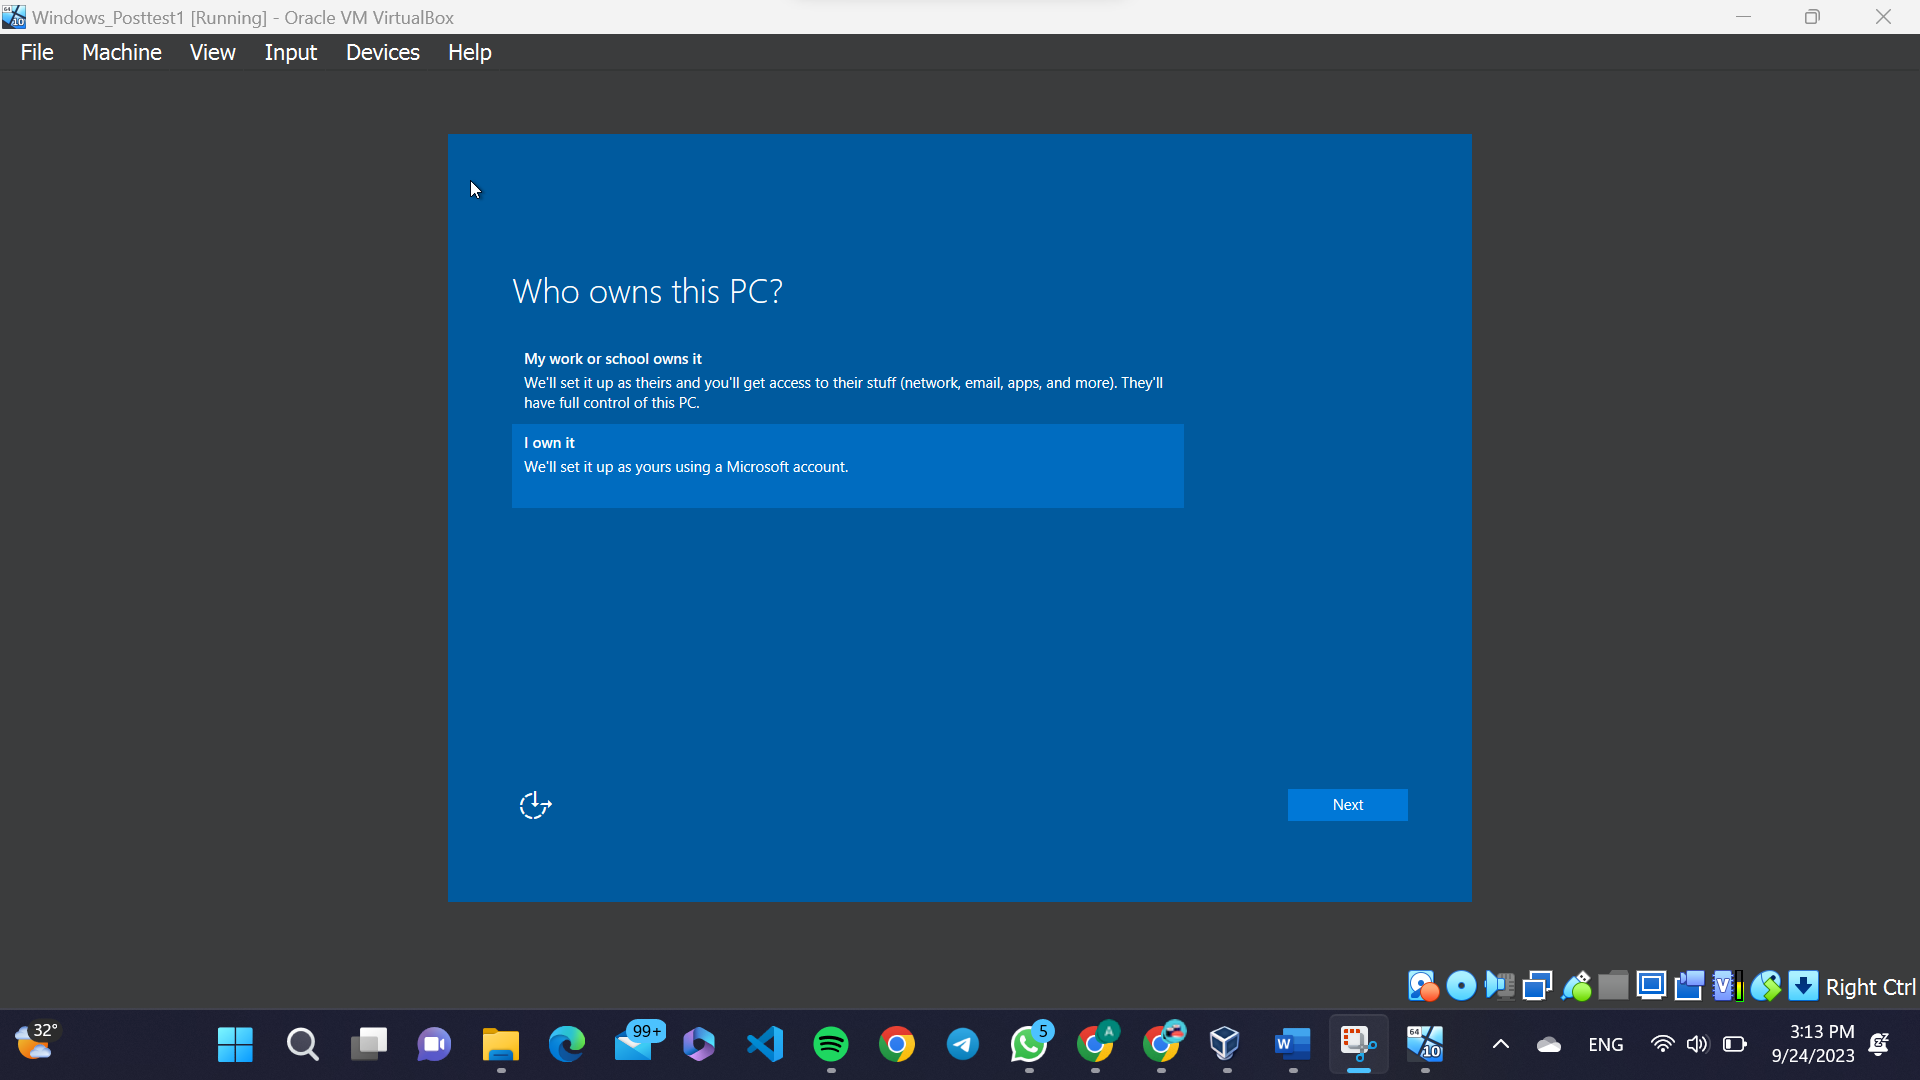 Windows_Posttest1 [Running] - Oracle VM VirtualBox
File Machine View Input Devices Help
Who owns this PC?
My work or school owns it
We'll set it up as theirs and you'll get access to their stuff (network, email, apps, and more). They'll
have full control of this PC.
I own it
We'll set it up as yours using a Microsoft account.
Next
Right Ctrl
32°
99+
5
A
64
10
ENG
3:13 PM
9/24/2023